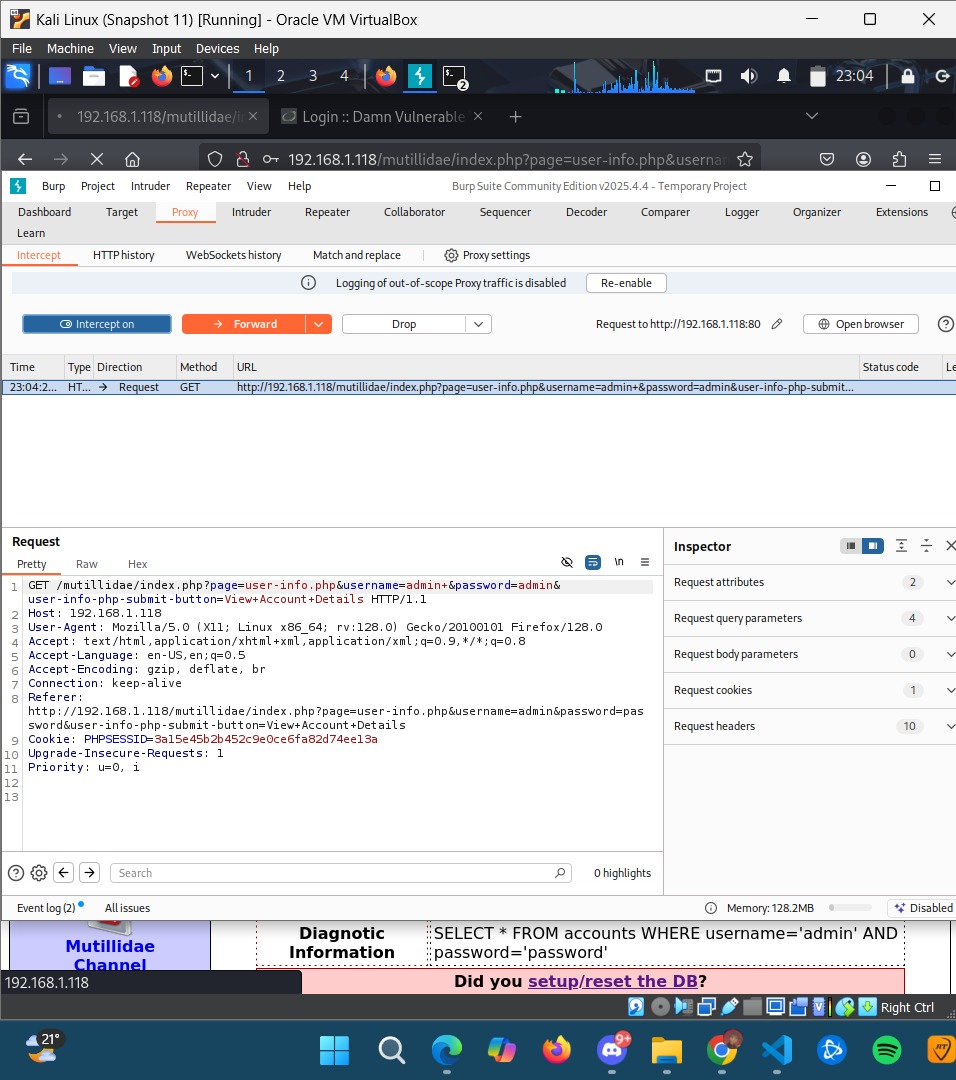 Kali Linux (Snapshot 11) [Running] - Oracle VM VirtualBox
File Machine View Input Devices Help
1 2 3 4 2 23:04
192.168.1.118/mutillidae/i Login :: Damn Vulnerable
192.168.1.118/mutillidae/index.php?page=user-info.php&userna
Burp Project Intruder Repeater View Help Burp Suite Community Edition v2025.4.4 - Temporary Project
Dashboard Target Proxy Intruder Repeater Collaborator Sequencer Decoder Comparer Logger Organizer Extensions
Learn
Intercept HTTP history WebSockets history Match and replace Proxy settings
Logging of out-of-scope Proxy traffic is disabled Re-enable
Intercept on Forward Drop Request to http://192.168.1.118:80 Open browser
Time Type Direction Method URL Status code Le
23:04:2... HT... → Request GET http://192.168.1.118/mutillidae/index.php?page=user-info.php&username=admin+&password=admin&user-info-php-submit...
Request
Pretty Raw Hex \n
1 GET /mutillidae/index.php?page=user-info.php&username=admin+&password=admin&
user-info-php-submit-button=View+Account+Details HTTP/1.1
2 Host: 192.168.1.118
3 User-Agent: Mozilla/5.0 (X11; Linux x86_64; rv:128.0) Gecko/20100101 Firefox/128.0
4 Accept: text/html,application/xhtml+xml,application/xml;q=0.9,*/*;q=0.8
5 Accept-Language: en-US,en;q=0.5
6 Accept-Encoding: gzip, deflate, br
7 Connection: keep-alive
8 Referer:
http://192.168.1.118/mutillidae/index.php?page=user-info.php&username=admin&password=pas
sword&user-info-php-submit-button=View+Account+Details
9 Cookie: PHPSESSID=3a15e45b2b452c9e0ce6fa82d74ee13a
10 Upgrade-Insecure-Requests: 1
11 Priority: u=0, i
12
13
Inspector
Request attributes 2
Request query parameters 4
Request body parameters 0
Request cookies 1
Request headers 10
Search 0 highlights
Event log (2) All issues Memory: 128.2MB Disabled
Mutillidae
Channel
Diagnostic
Information
SELECT * FROM accounts WHERE username='admin' AND
password='password'
Did you setup/reset the DB?
192.168.1.118
Right Ctrl
21°
9+